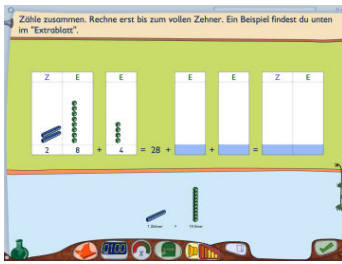 Zähle zusammen. Rechne erst bis zum vollen Zehner. Ein Beispiel findest du unten
im "Extrablatt".
Z E E E E Z E
2 8 + 4 = 28 + + =
1 Zehner = 10 Einer